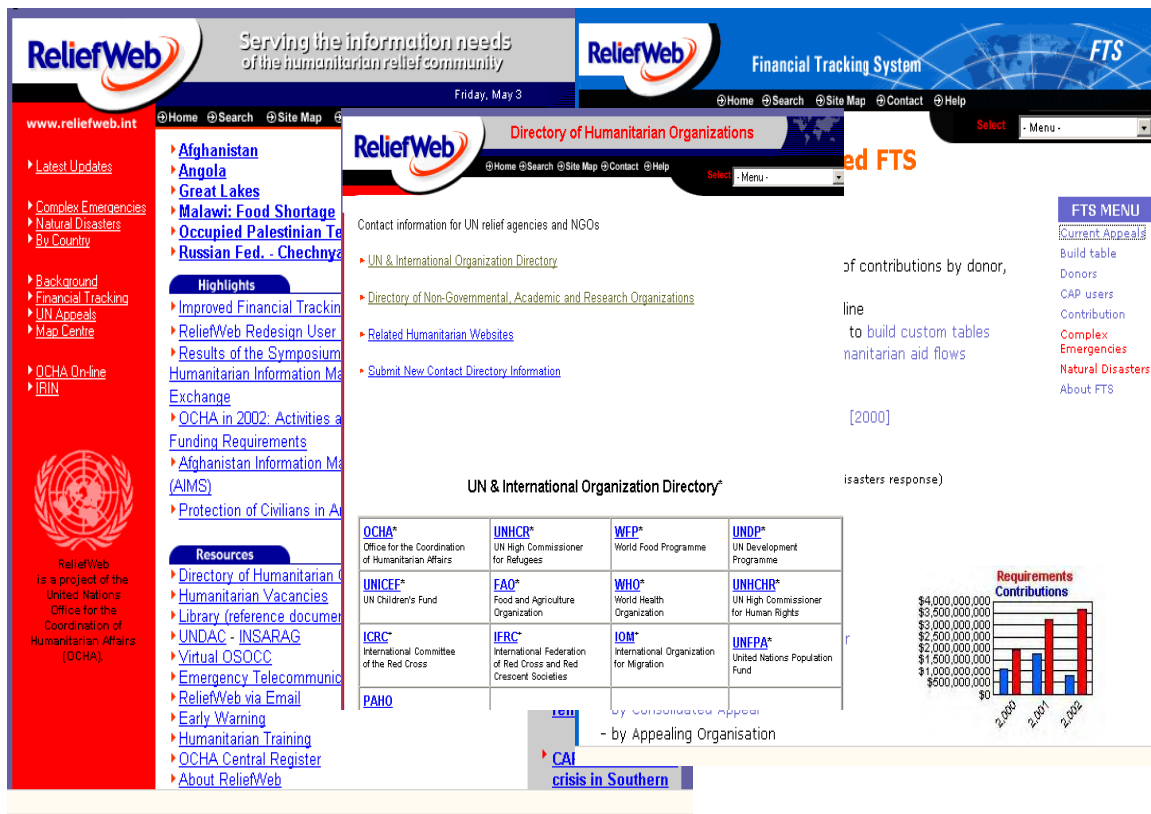 ReliefWeb
Serving the information needs
of the humanitarian relief community
Friday, May 3
www.reliefweb.int
Home Search Site Map
Latest Updates
Complex Emergencies
Natural Disasters
By Country
Background
Financial Tracking
UN Appeals
Map Centre
OCHA On-line
IRIN
ReliefWeb
is a project of the
United Nations
Office for the
Coordination of
Humanitarian Affairs
(OCHA).
Afghanistan
Angola
Great Lakes
Malawi: Food Shortage
Occupied Palestinian
Russian Fed. - Chechnya
Highlights
Improved Financial
ReliefWeb Redesign User
Results of the Symposium
Humanitarian Information
Exchange
OCHA in 2002: Activities
Funding Requirements
Afghanistan Information
(AIMS)
Protection of Civilians in
Resources
Directory of Humanitarian
Humanitarian Vacancies
Library (reference
UNDAC - INSARAG
Virtual OSOCC
Emergency
ReliefWeb via Email
Early Warning
Humanitarian Training
OCHA Central Register
About ReliefWeb
crisis in Southern
ReliefWeb
Directory of Humanitarian Organizations
Home Search Site Map Contact Help
Select - Menu -
Contact information for UN relief agencies and NGOs
UN & International Organization Directory
Directory of Non-Governmental, Academic and Research Organizations
Related Humanitarian Websites
Submit New Contact Directory Information
UN & International Organization Directory*
OCHA*
Office for the Coordination
of Humanitarian Affairs
UNHCR*
UN High Commissioner
for Refugees
WFP*
World Food Programme
UNDP*
UN Development
Programme
UNICEF*
UN Children's Fund
FAO*
Food and Agriculture
Organization
WHO*
World Health
Organization
UNHCHR*
UN High Commissioner
for Human Rights
ICRC*
International Committee
of the Red Cross
IFRC*
International Federation
of Red Cross and Red
Crescent Societies
IOM*
International Organization
for Migration
UNFPA*
United Nations Population
Fund
PAHO
ReliefWeb
Financial Tracking System
FTS
Home Search Site Map Contact Help
Select - Menu -
ed FTS
of contributions by donor,
line
to build custom tables
manitarian aid flows
[2000]
isasters response)
- by Consolidated Appeal
- by Appealing Organisation
FTS MENU
Current Appeals
Build table
Donors
CAP users
Contribution
Complex
Emergencies
Natural Disasters
About FTS
Requirements
Contributions
$4,000,000,000
$3,500,000,000
$3,000,000,000
$2,500,000,000
$2,000,000,000
$1,500,000,000
$1,000,000,000
$500,000,000
$0
2,000
2,001
2,002